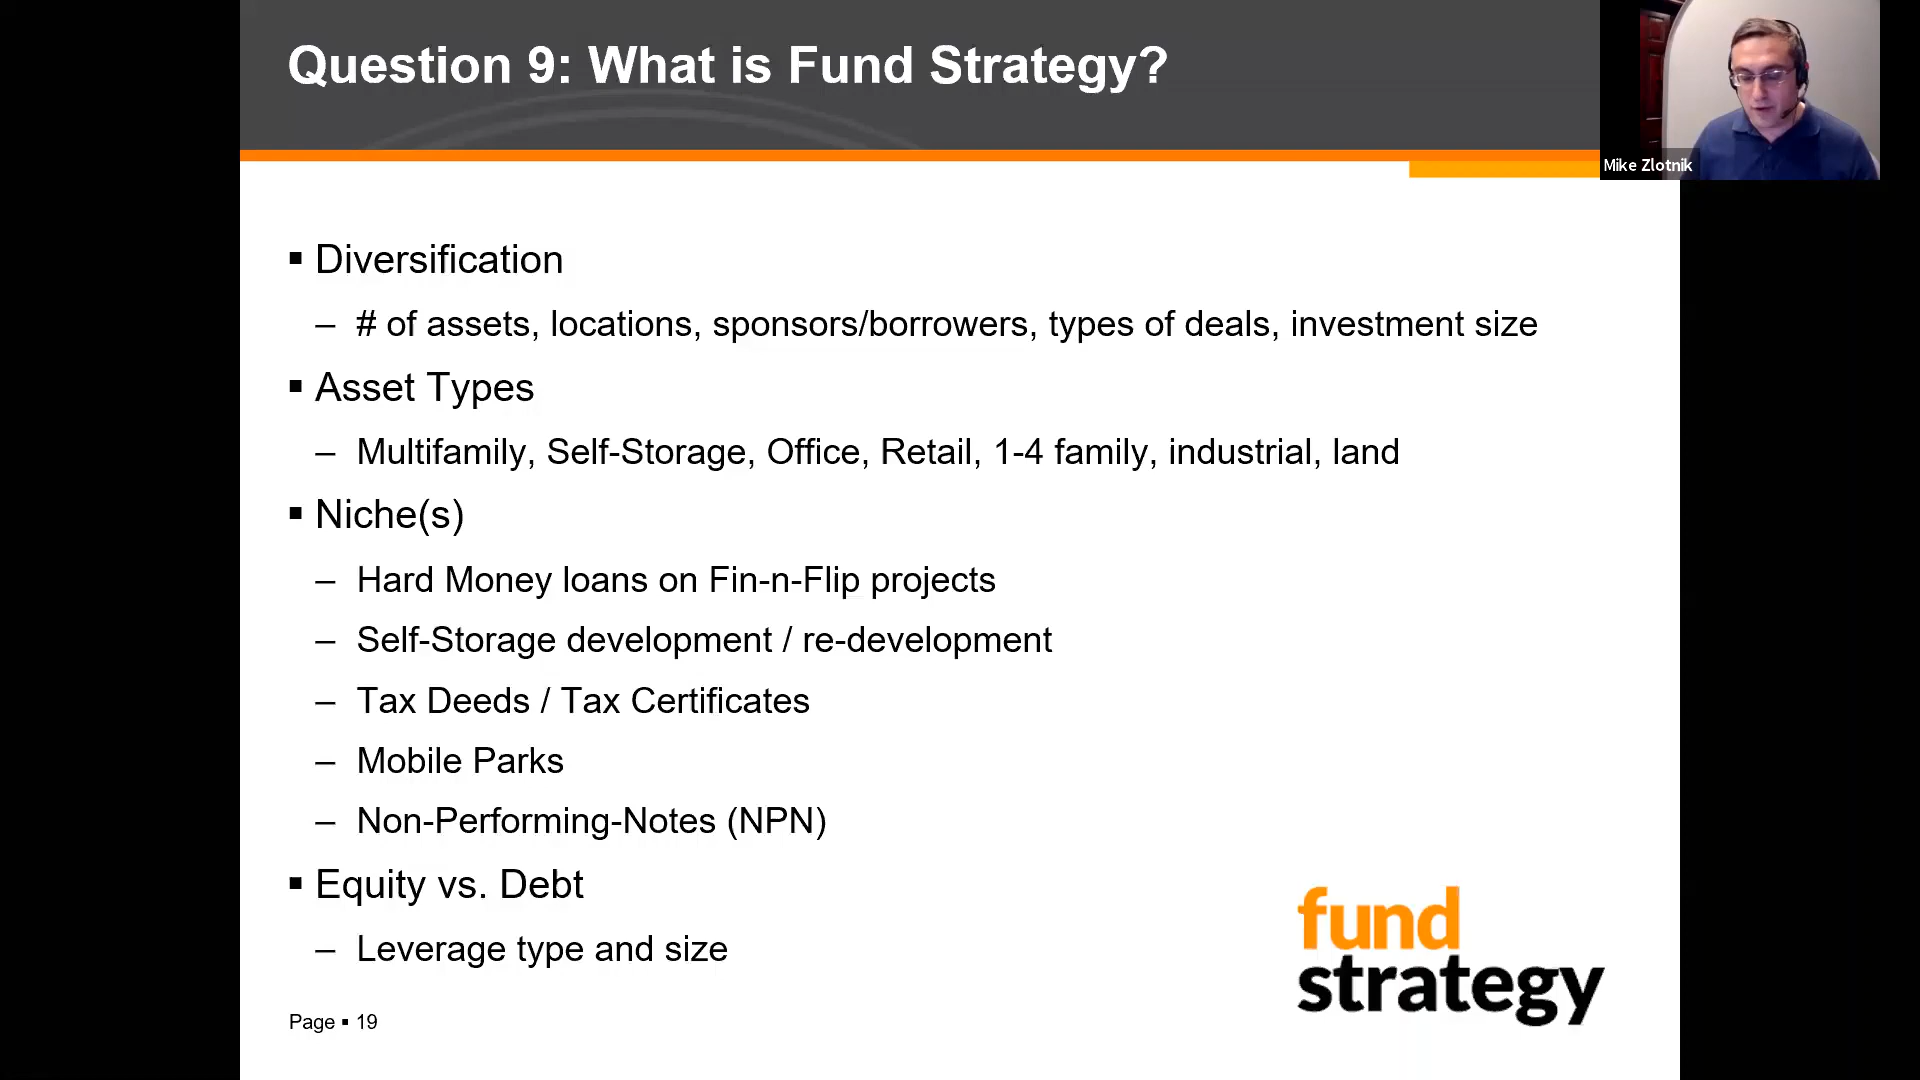 Question 9: What is Fund Strategy?
Mike Zlotnik
▪ Diversification
– # of assets, locations, sponsors/borrowers, types of deals, investment size
▪ Asset Types
– Multifamily, Self-Storage, Office, Retail, 1-4 family, industrial, land
▪ Niche(s)
– Hard Money loans on Fin-n-Flip projects
– Self-Storage development / re-development
– Tax Deeds / Tax Certificates
– Mobile Parks
– Non-Performing-Notes (NPN)
▪ Equity vs. Debt
– Leverage type and size
fund
strategy
Page ▪ 19